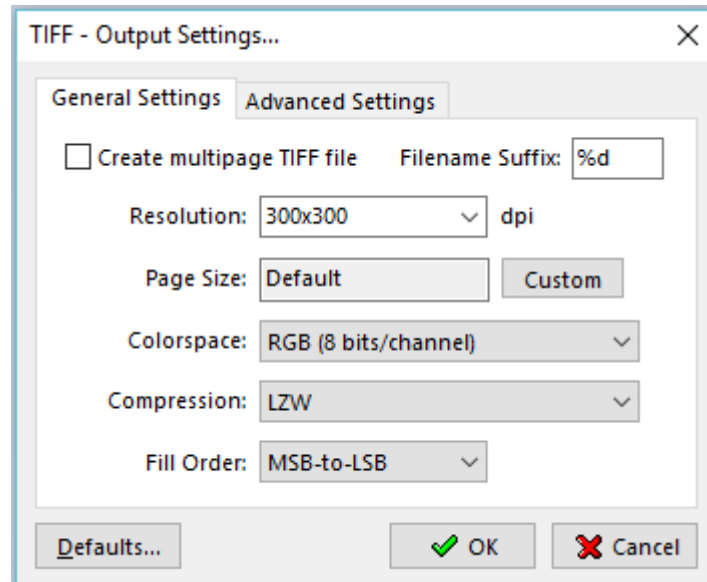 TIFF - Output Settings...
General Settings Advanced Settings
Create multipage TIFF file Filename Suffix: %d
Resolution: 300x300 dpi
Page Size: Default Custom
Colorspace: RGB (8 bits/channel)
Compression: LZW
Fill Order: MSB-to-LSB
Defaults... OK Cancel